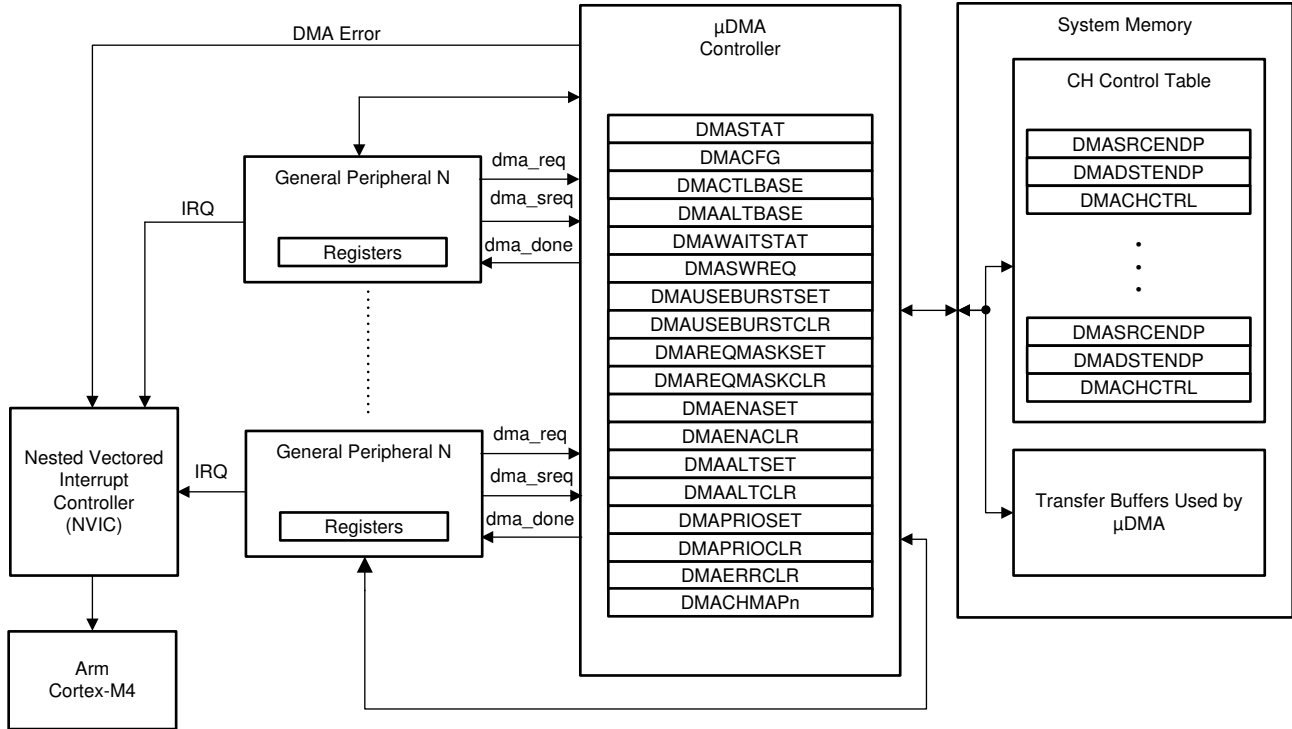 DMA Error
µDMA
Controller
System Memory
CH Control Table
DMASTAT
DMACFG
DMACTLBASE
DMAALTBASE
DMAWAITSTAT
DMASWREQ
DMAUSEBURSTSET
DMAUSEBURSTCLR
DMAREQMASKSET
DMAREQMASKCLR
DMAENASET
DMAENACLR
DMAALTSET
DMAALTCLR
DMAPRIOSET
DMAPRIOCLR
DMAERRCLR
DMACHMAPn
DMASRCENDP
DMADSTENDP
DMACHCTRL
DMASRCENDP
DMADSTENDP
DMACHCTRL
Transfer Buffers Used by
µDMA
General Peripheral N
Registers
dma_req
dma_sreq
dma_done
IRQ
General Peripheral N
Registers
dma_req
dma_sreq
dma_done
IRQ
Nested Vectored
Interrupt
Controller
(NVIC)
Arm
Cortex-M4